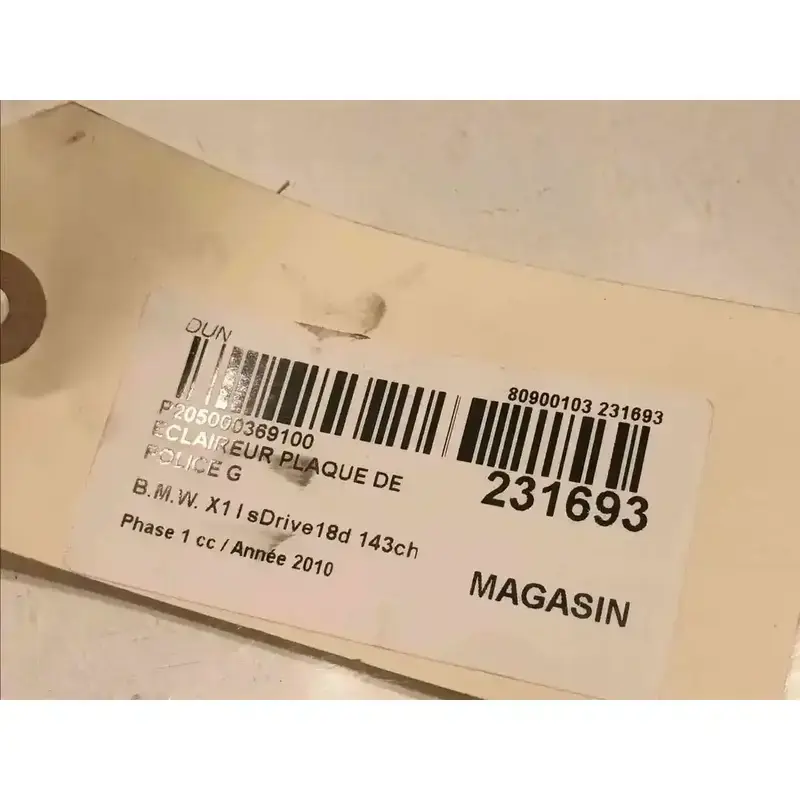 DUN
80900103 231693
P205000369100
ECLAIREUR PLAQUE DE
POLICE G
231693
B.M.W. X1 I sDrive18d 143ch
Phase 1 cc / Année 2010
MAGASIN